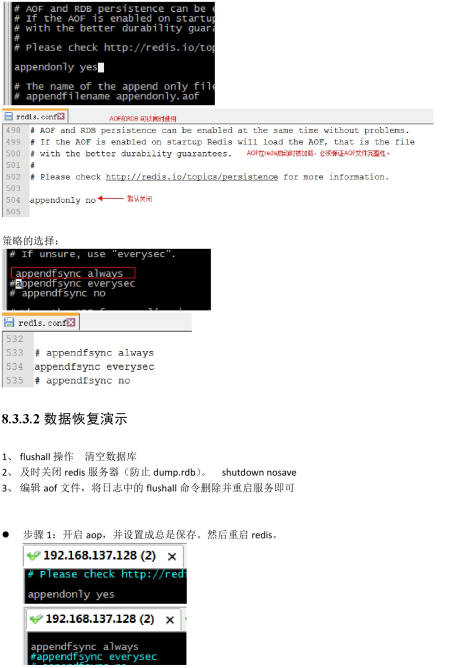 # AOF and RDB persistence can be e
# If the AOF is enabled on startup
# with the better durability guara
#
# Please check http://redis.io/top
appendonly yes
# The name of the append only file
# appendfilename appendonly.aof
redis.conf
AOF和RDB 可以同时使用
498 # AOF and RDB persistence can be enabled at the same time without problems.
499 # If the AOF is enabled on startup Redis will load the AOF, that is the file
500 # with the better durability guarantees. AOF在redis启动时被加载，必须保证AOF文件完整性。
501 #
502 # Please check http://redis.io/topics/persistence for more information.
503
504 appendonly no 默认关闭
505
策略的选择：
# If unsure, use "everysec".
appendfsync always
#appendfsync everysec
# appendfsync no
redis.conf
532
533 # appendfsync always
534 appendfsync everysec
535 # appendfsync no
8.3.3.2 数据恢复演示
1、 flushall 操作 清空数据库
2、 及时关闭 redis 服务器（防止 dump.rdb）。 shutdown nosave
3、 编辑 aof 文件，将日志中的 flushall 命令删除并重启服务即可
● 步骤 1：开启 aop，并设置成总是保存。然后重启 redis。
192.168.137.128 (2) ×
# Please check http://redi
appendonly yes
192.168.137.128 (2) ×
appendfsync always
#appendfsync everysec
# appendfsync no